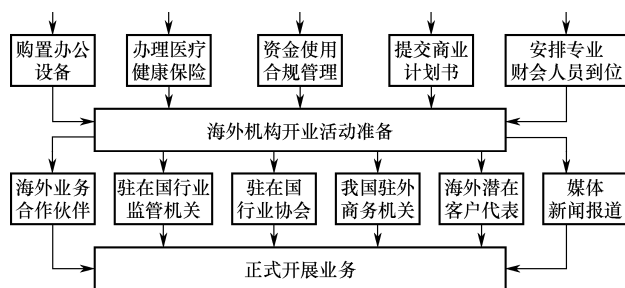 购置办公
设备
办理医疗
健康保险
资金使用
合规管理
提交商业
计划书
安排专业
财会人员到位
海外机构开业活动准备
海外业务
合作伙伴
驻在国行业
监管机关
驻在国
行业协会
我国驻外
商务机关
海外潜在
客户代表
媒体
新闻报道
正式开展业务